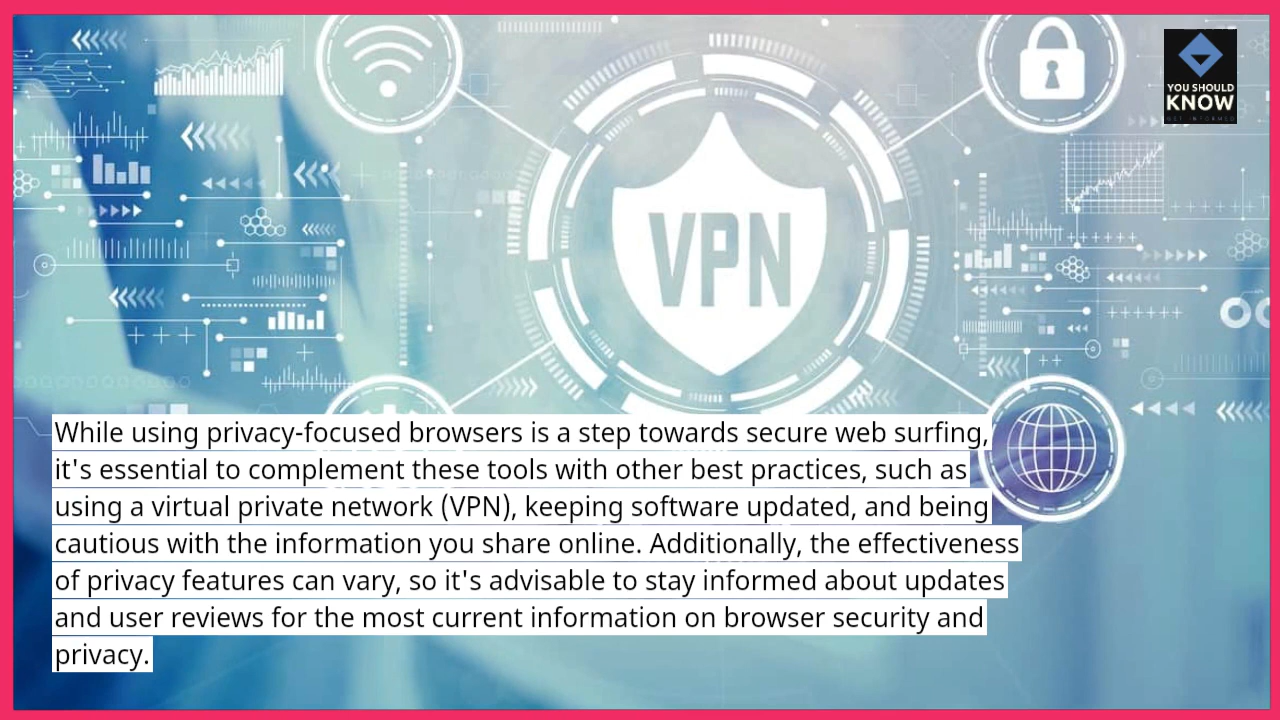 YOU SHOULD
KNOW
GET INFORMED
VPN
While using privacy-focused browsers is a step towards secure web surfing,
it's essential to complement these tools with other best practices, such as
using a virtual private network (VPN), keeping software updated, and being
cautious with the information you share online. Additionally, the effectiveness
of privacy features can vary, so it's advisable to stay informed about updates
and user reviews for the most current information on browser security and
privacy.